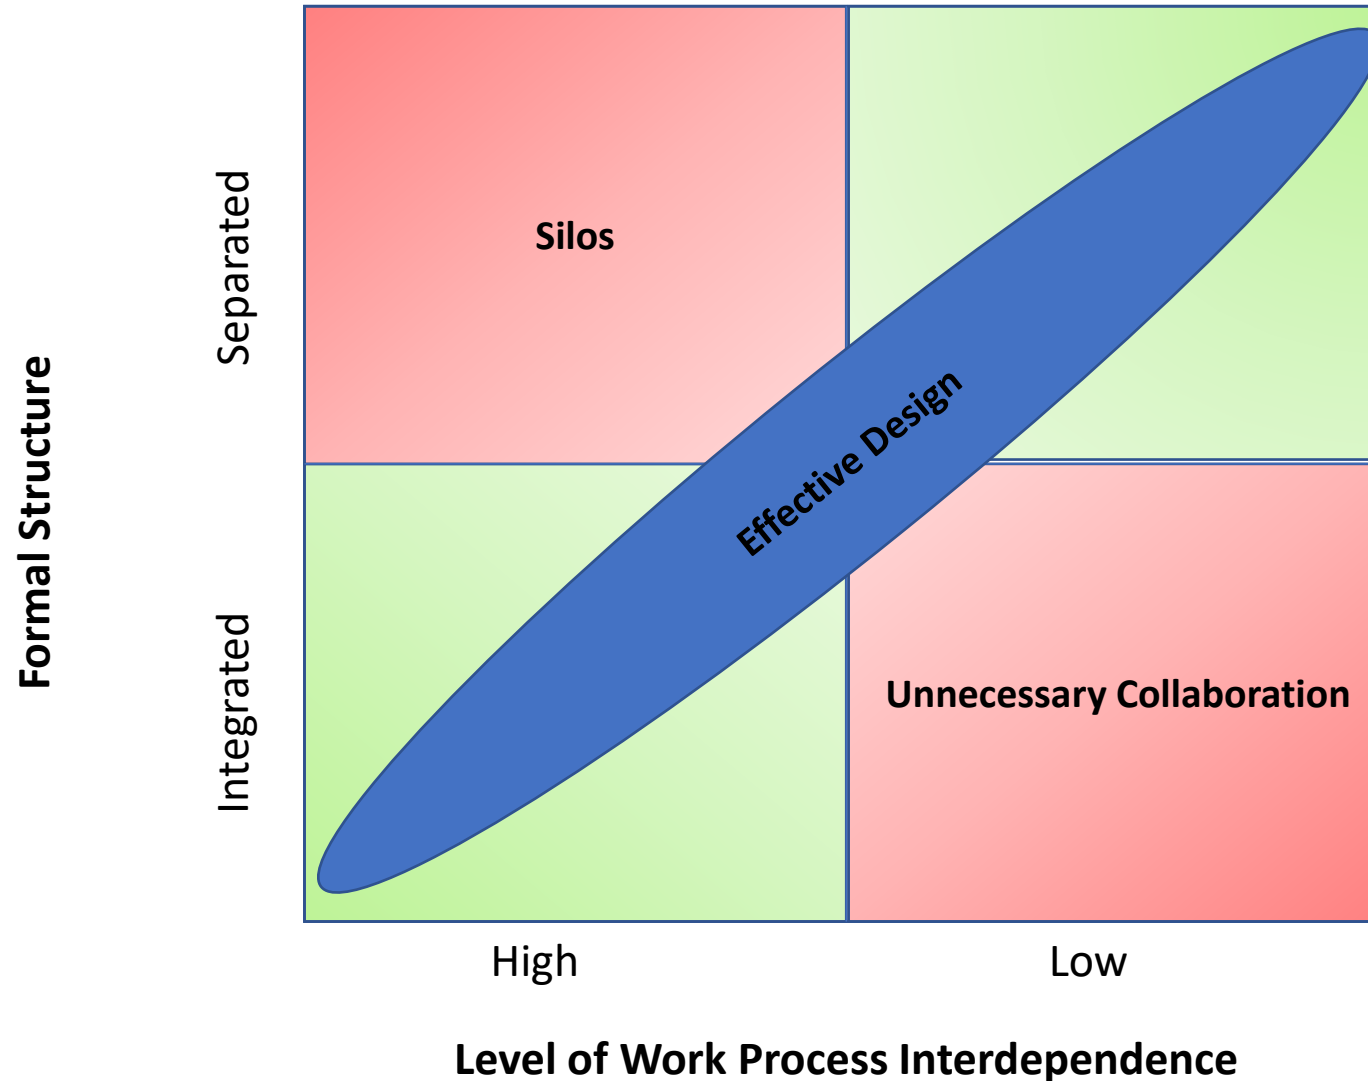 Formal Structure
Separated
Integrated
Silos
Effective Design
Unnecessary Collaboration
High
Low
Level of Work Process Interdependence